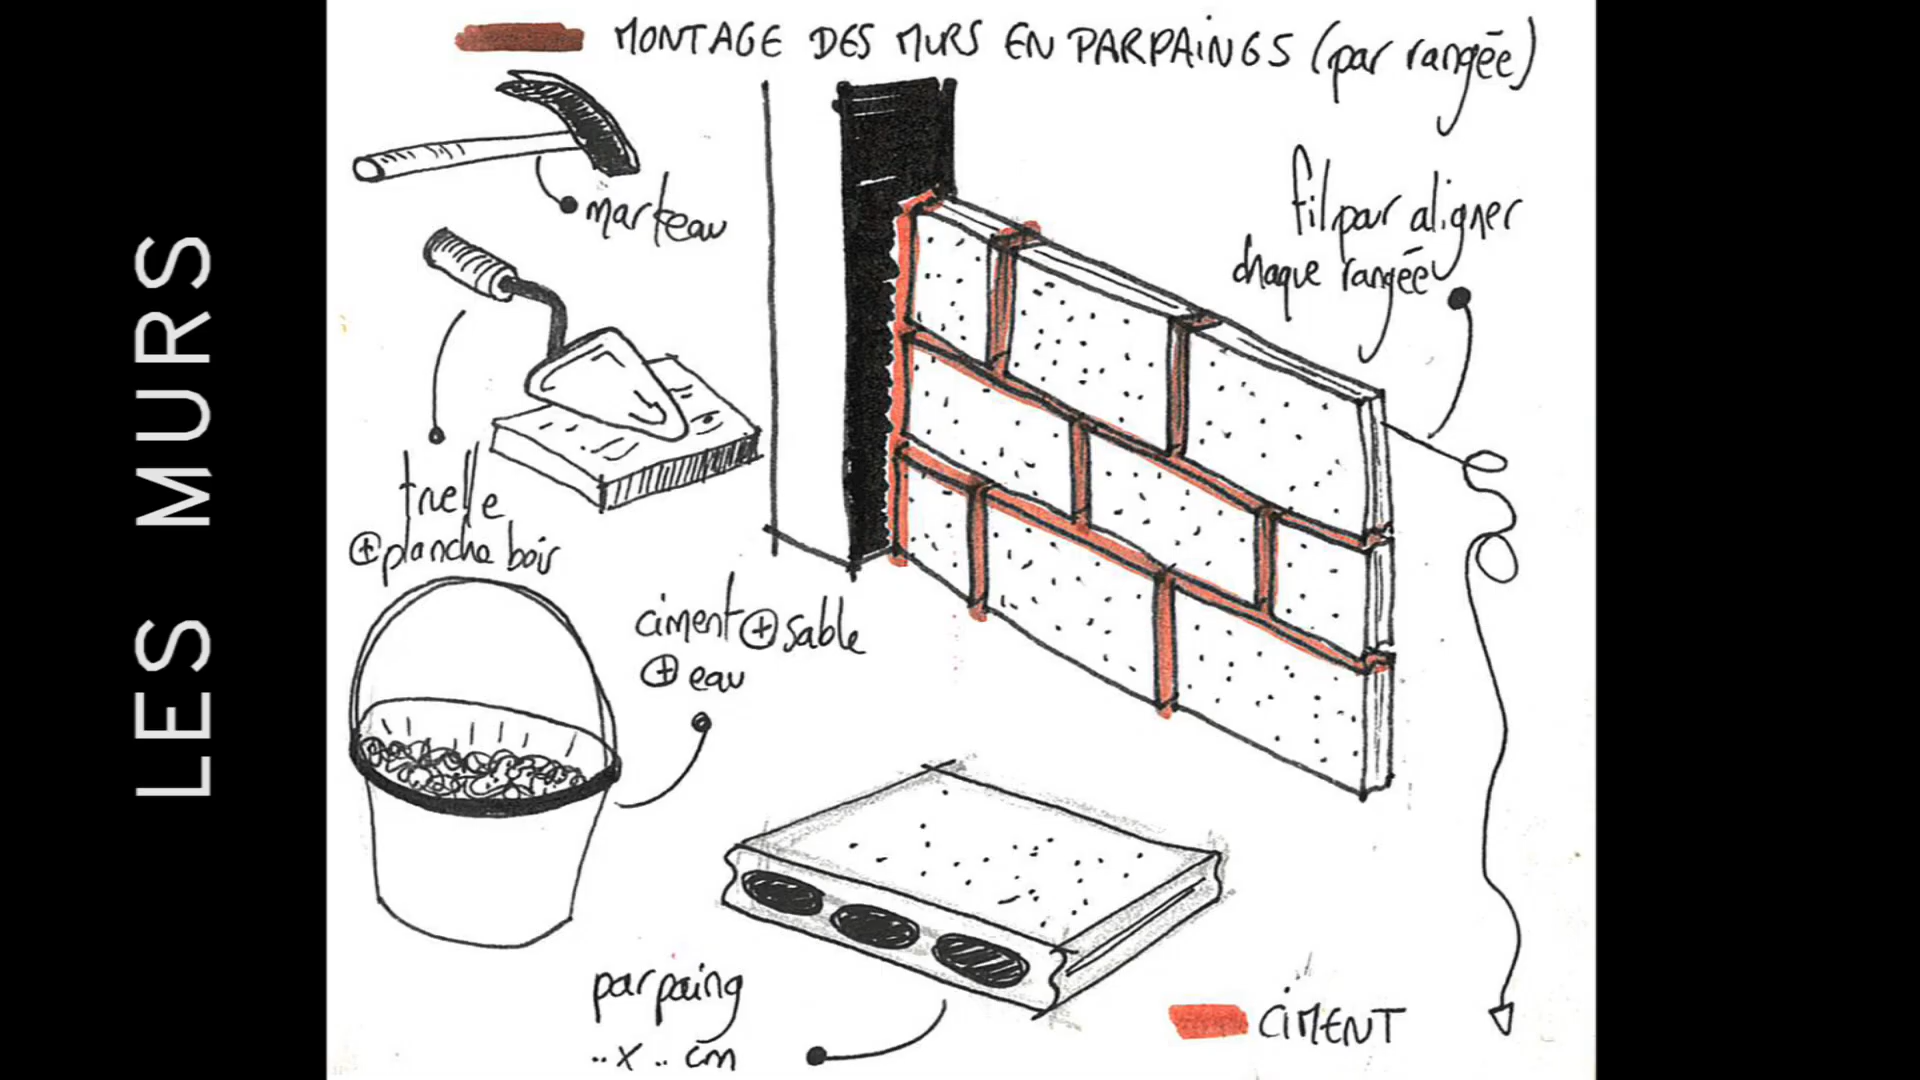 LES MURS
MONTAGE DES MURS EN PARPAINGS (par rangée)
marteau
fil pour aligner
chaque rangée
truelle
⊕ planche bois
ciment ⊕ sable
⊕ eau
parpaing
.. x .. cm
CIMENT